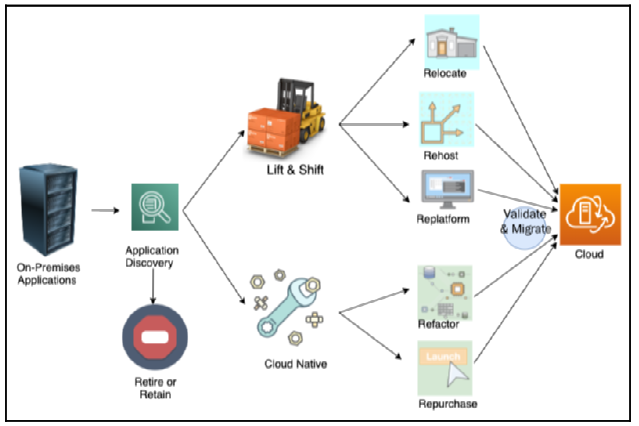 Relocate
Lift & Shift
Rehost
Replatform
Validate
& Migrate
On-Premises
Applications
Application
Discovery
Cloud
Refactor
Cloud Native
Launch
Retire or
Retain
Repurchase